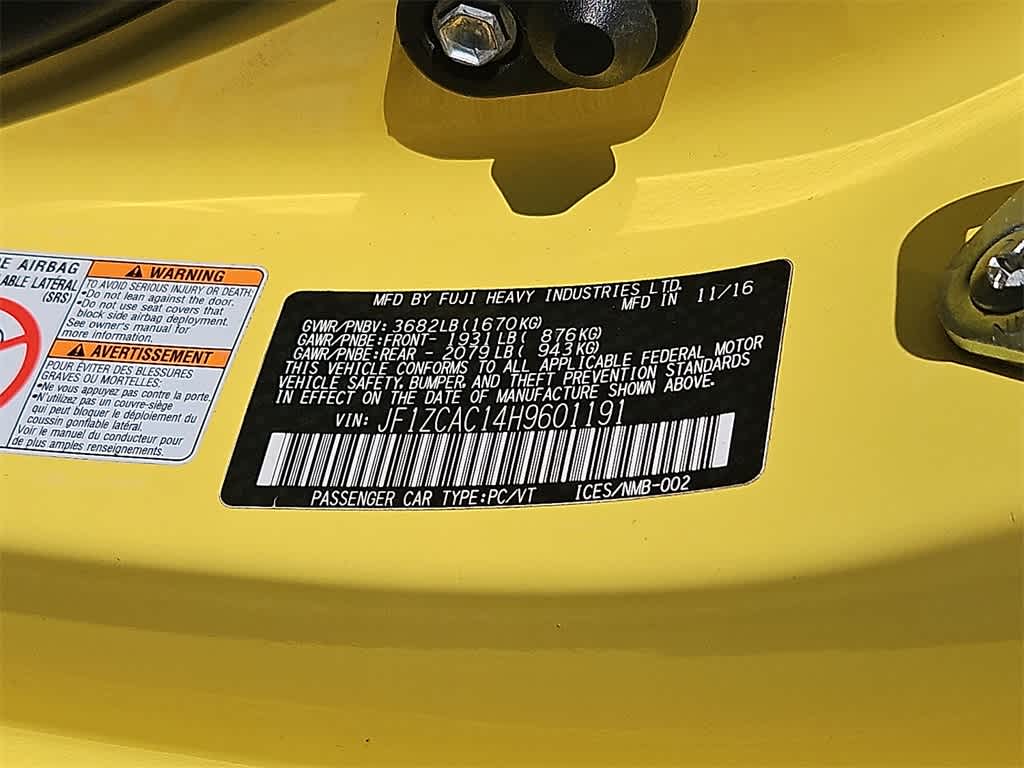 E AIRBAG
ABLE LATÉRAL
(SRS)
WARNING
TO AVOID SERIOUS INJURY OR DEATH:
•Do not lean against the door.
•Do not use seat covers that
block side airbag deployment.
See owner's manual for
more information.
AVERTISSEMENT
POUR ÉVITER DES BLESSURES
GRAVES OU MORTELLES:
•Ne vous appuyez pas contre la porte.
•N'utilizez pas un couvre-siège
qui peut bloquer le déploiement du
coussin gonflable latéral.
Voir le manuel du conducteur pour
de plus amples renseignements.
MFD BY FUJI HEAVY INDUSTRIES LTD.
MFD IN 11/16
GVWR/PNBV: 3682LB(1670KG)
GAWR/PNBE:FRONT- 1931LB( 876KG)
GAWR/PNBE:REAR - 2079LB( 943KG)
THIS VEHICLE CONFORMS TO ALL APPLICABLE FEDERAL MOTOR
VEHICLE SAFETY, BUMPER, AND THEFT PREVENTION STANDARDS
IN EFFECT ON THE DATE OF MANUFACTURE SHOWN ABOVE.
VIN: JF1ZCAC14H9601191
PASSENGER CAR TYPE:PC/VT ICES/NMB-002